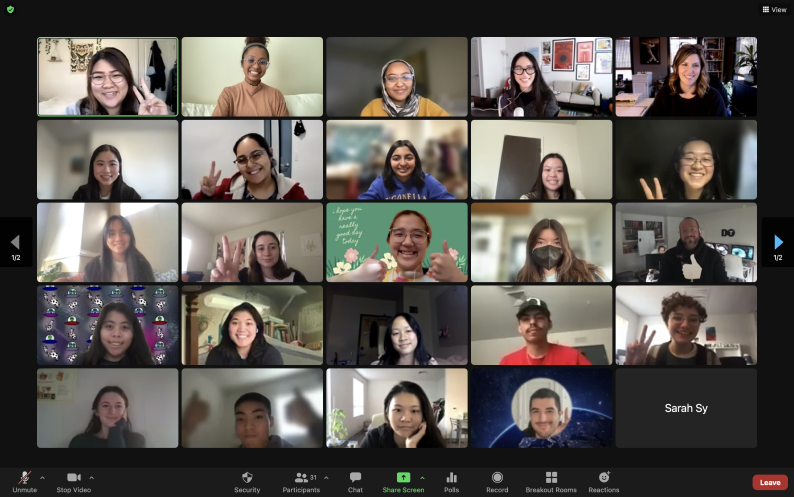 View
i hope you
have a
really
good day
today
1/2
1/2
Sarah Sy
Unmute
Stop Video
Security
Participants
31
Chat
Share Screen
Polls
Record
Breakout Rooms
Reactions
Leave